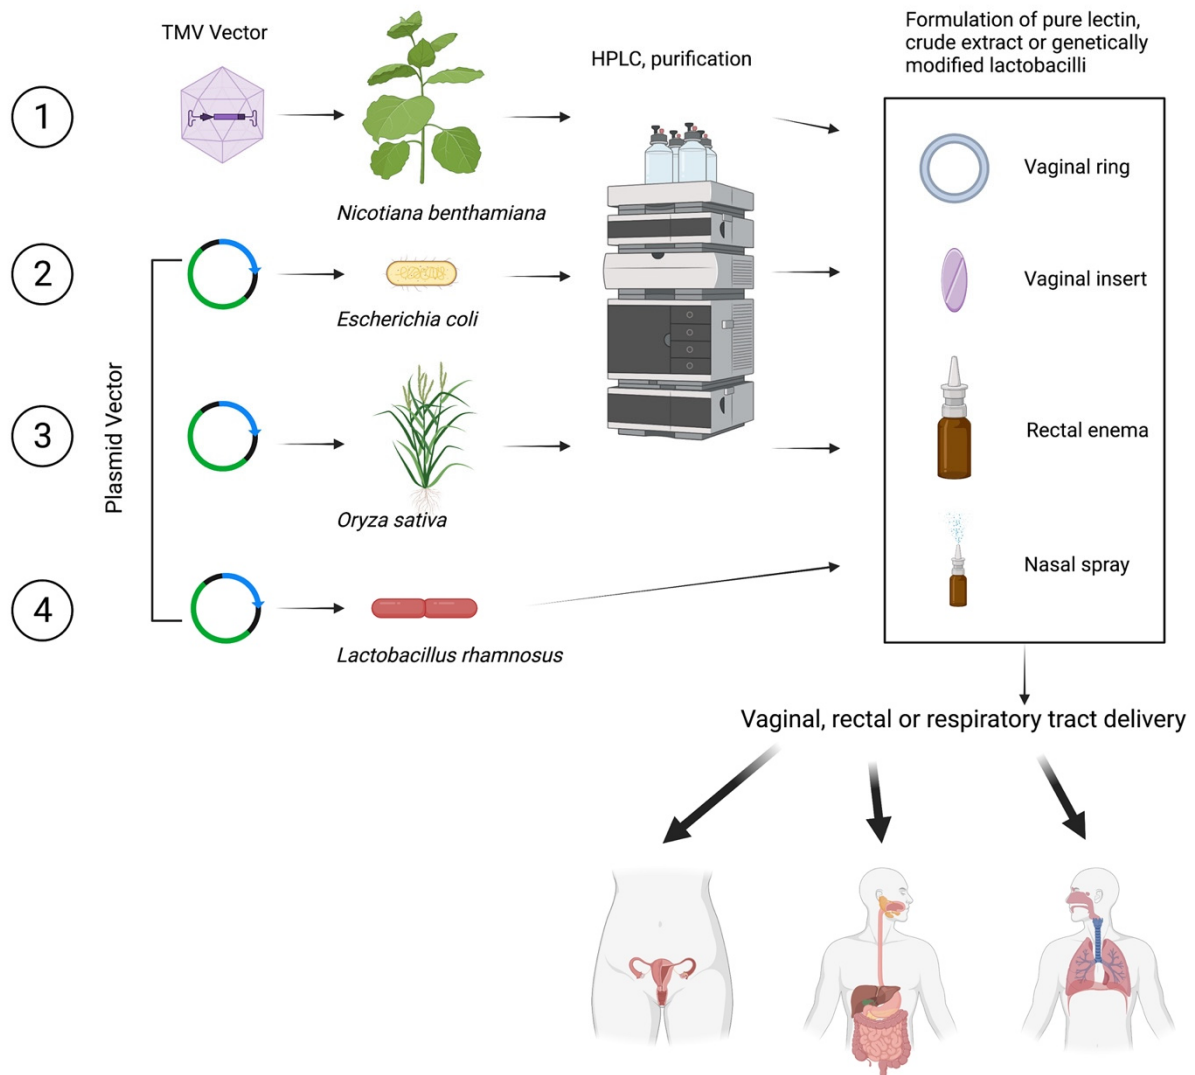 TMV Vector
HPLC, purification
Formulation of pure lectin,
crude extract or genetically
modified lactobacilli
1
Nicotiana benthamiana
Vaginal ring
2
Escherichia coli
Vaginal insert
Plasmid Vector
3
Oryza sativa
Rectal enema
4
Lactobacillus rhamnosus
Nasal spray
Vaginal, rectal or respiratory tract delivery